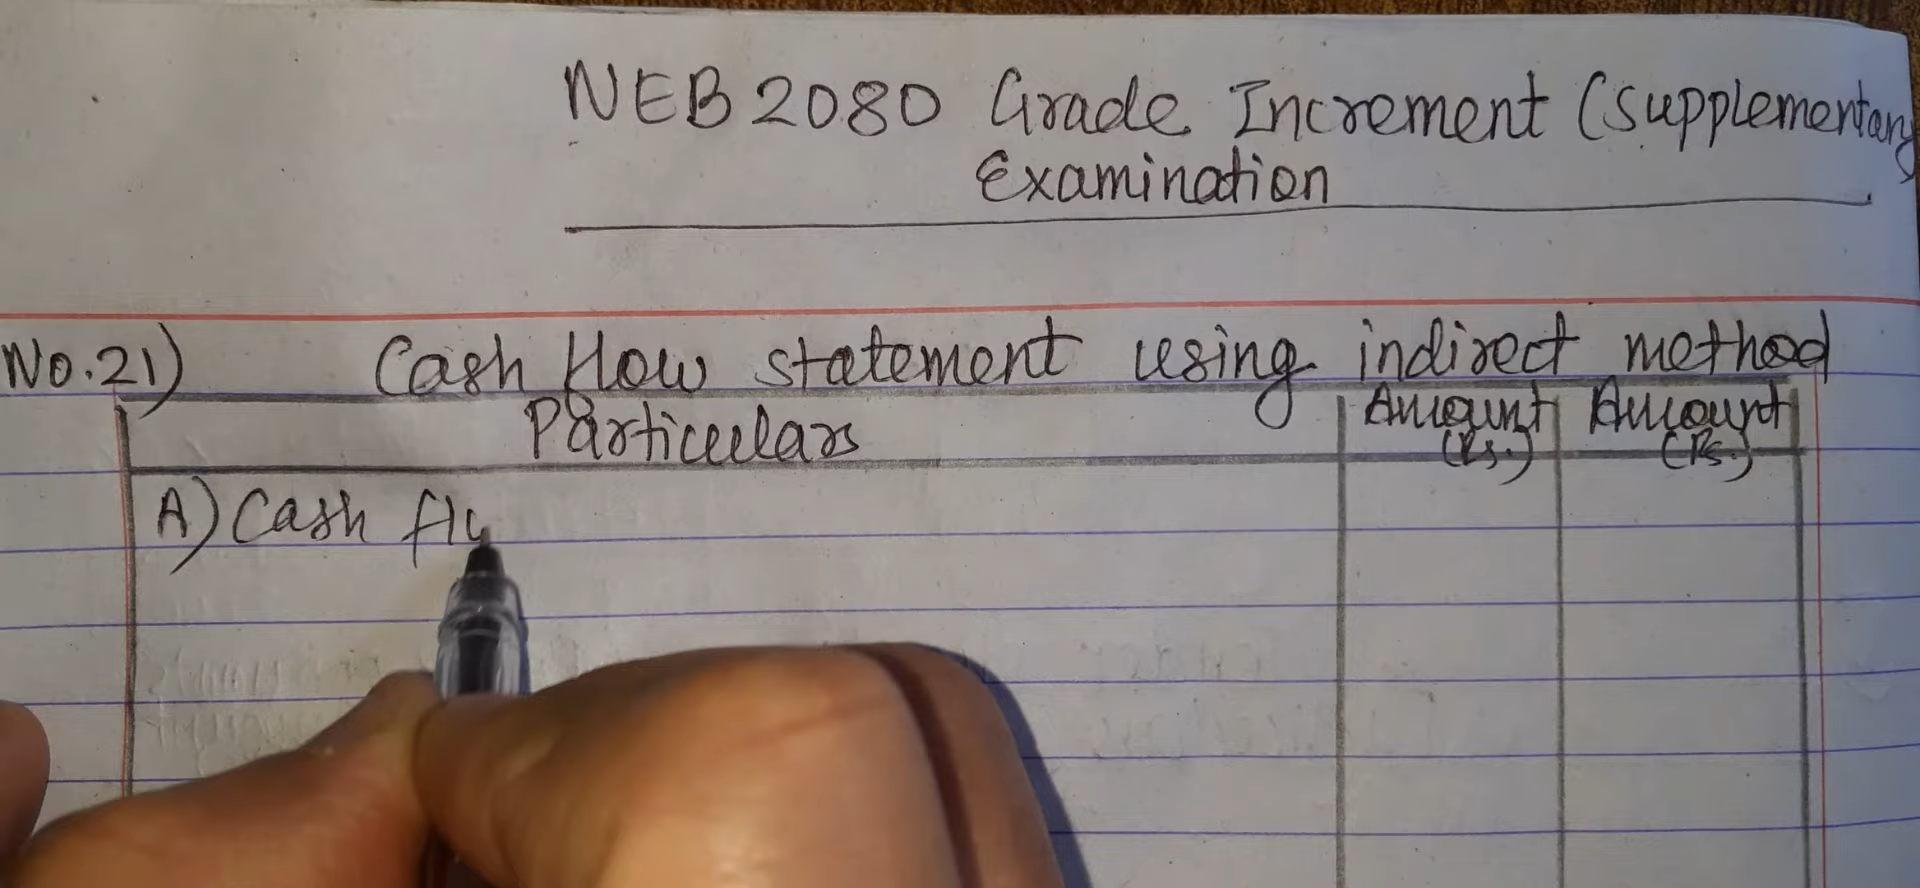 NEB 2080 Grade Increment (Supplementary
Examination
No.21) Cash flow statement using indirect method
Particulars Amount (Rs.) Amount (Rs.)
A) Cash flo